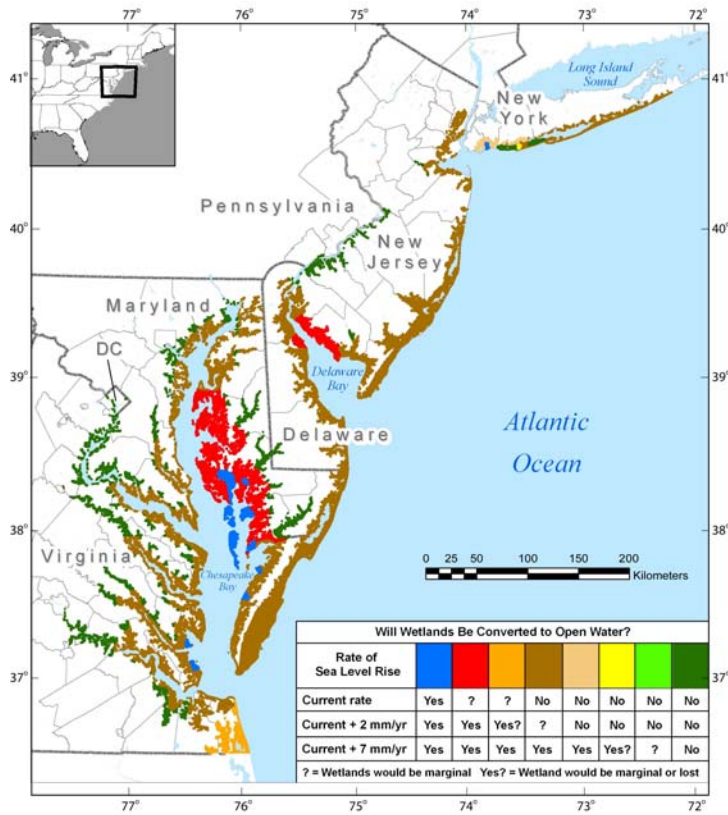 77° 76° 75° 74° 73° 72°
41° 41°
Long Island
Sound
New
York
40° 40°
Pennsylvania
New
Jersey
Maryland
DC
39° 39°
Delaware
Bay
Delaware
Atlantic
Ocean
38° 38°
Virginia
Chesapeake
Bay
0 25 50 100 150 200
Kilometers
37° 37°
Will Wetlands Be Converted to Open Water?
Rate of
Sea Level Rise
Current rate Yes ? ? No No No No No
Current + 2 mm/yr Yes Yes Yes? ? No No No No
Current + 7 mm/yr Yes Yes Yes Yes Yes Yes? ? No
? = Wetlands would be marginal Yes? = Wetland would be marginal or lost
77° 76° 75° 74° 73° 72°